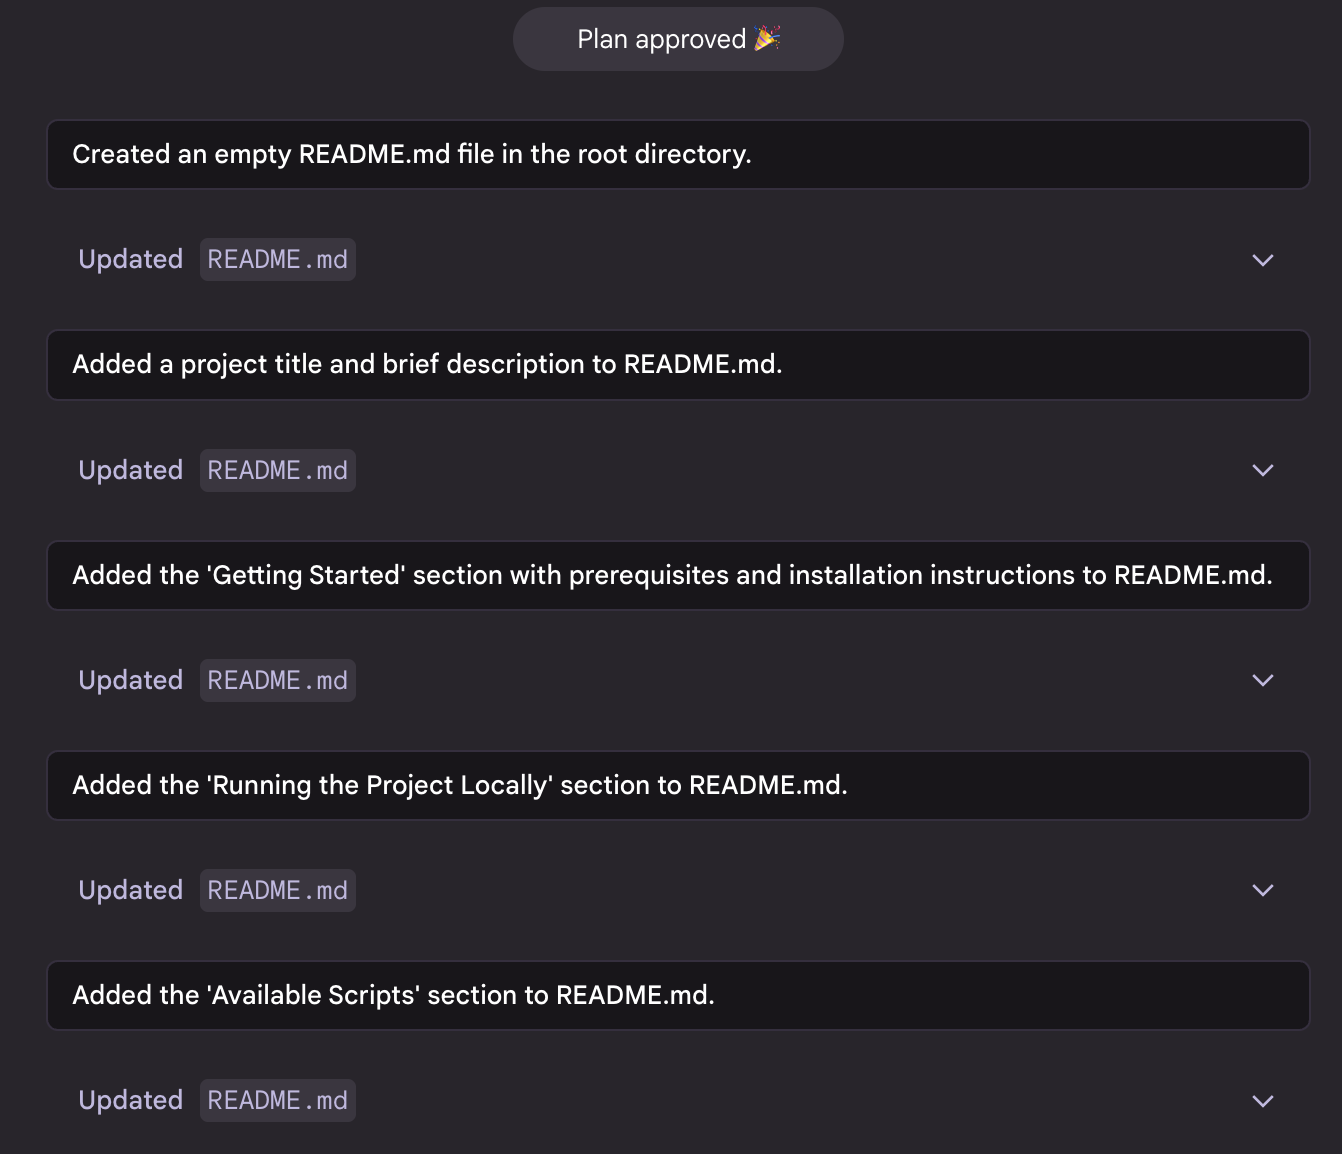 Plan approved 🎉
Created an empty README.md file in the root directory.
Updated README.md
Added a project title and brief description to README.md.
Updated README.md
Added the 'Getting Started' section with prerequisites and installation instructions to README.md.
Updated README.md
Added the 'Running the Project Locally' section to README.md.
Updated README.md
Added the 'Available Scripts' section to README.md.
Updated README.md